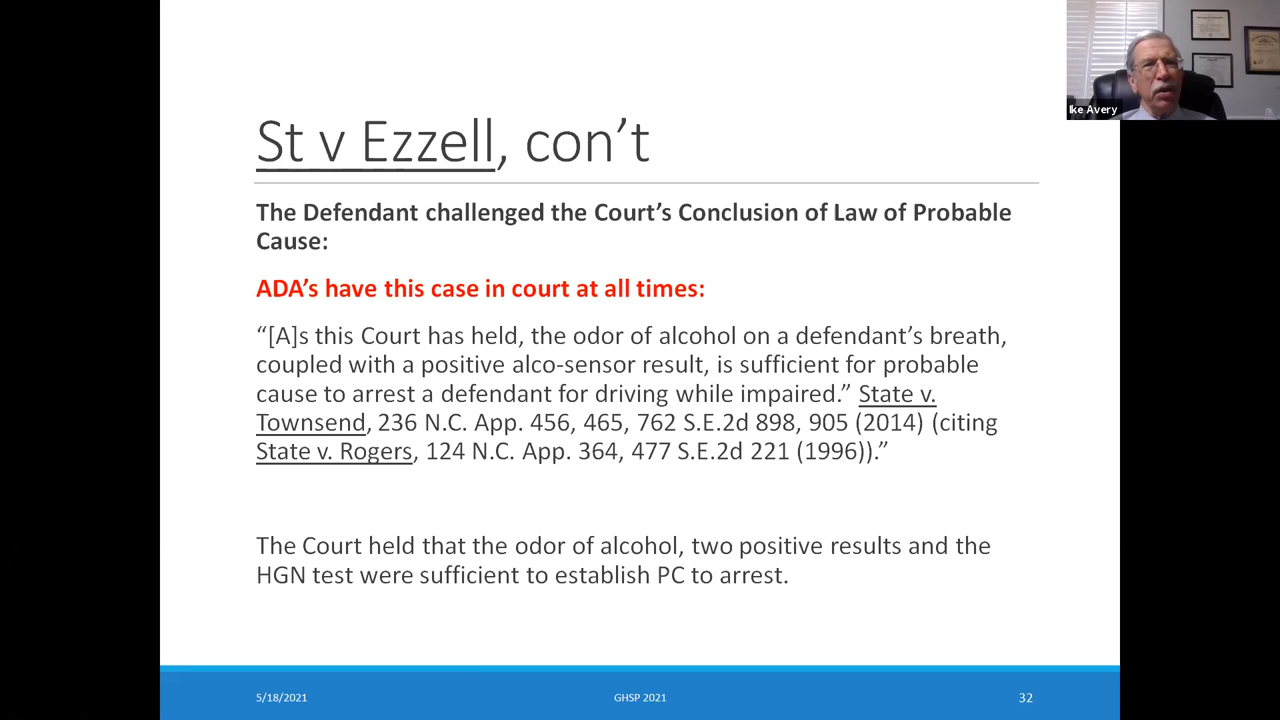 St v Ezzell, con’t
The Defendant challenged the Court’s Conclusion of Law of Probable
Cause:
ADA’s have this case in court at all times:
“[A]s this Court has held, the odor of alcohol on a defendant’s breath,
coupled with a positive alco-sensor result, is sufficient for probable
cause to arrest a defendant for driving while impaired.” State v.
Townsend, 236 N.C. App. 456, 465, 762 S.E.2d 898, 905 (2014) (citing
State v. Rogers, 124 N.C. App. 364, 477 S.E.2d 221 (1996)).”
The Court held that the odor of alcohol, two positive results and the
HGN test were sufficient to establish PC to arrest.
5/18/2021
GHSP 2021
32
Ike Avery